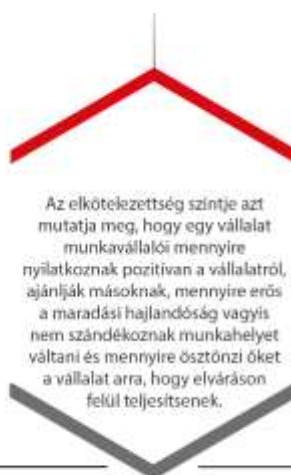 Az elkötelezettség szintje azt
mutatja meg, hogy egy vállalat
munkavállalói mennyire
nyilatkoznak pozitívan a vállalatról,
ajánlják másoknak, mennyire erős
a maradási hajlandóság vagyis
nem szándékoznak munkahelyet
váltani és mennyire ösztönzi őket
a vállalat arra, hogy elváráson
felül teljesítsenek.